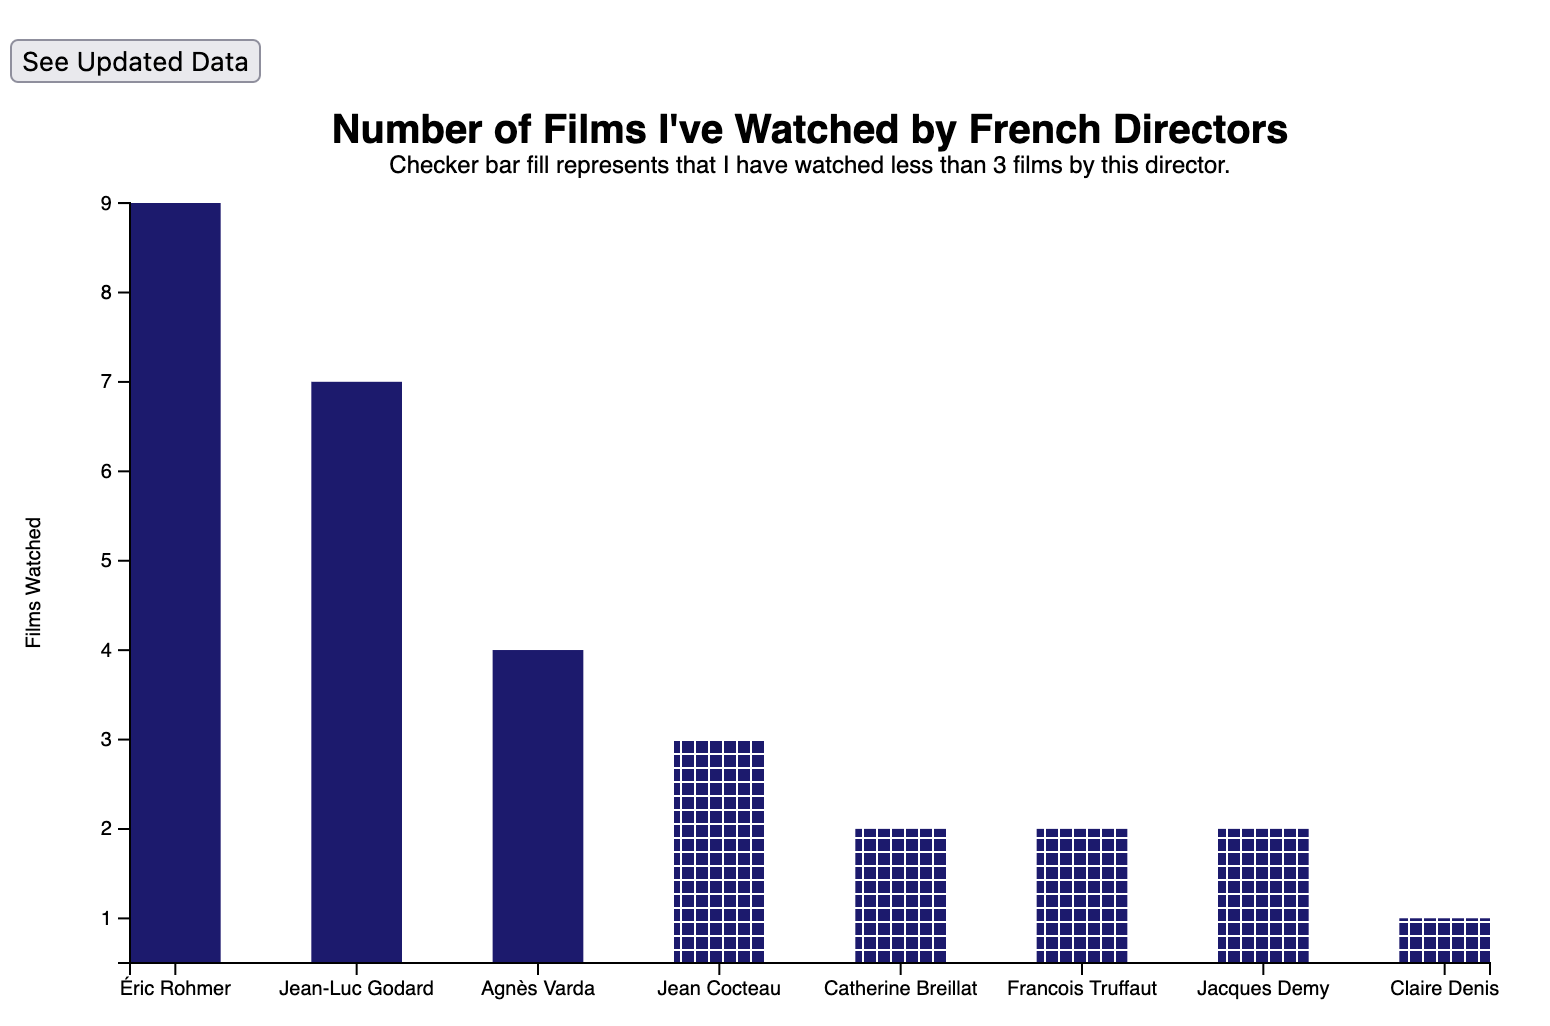 See Updated Data
Number of Films I've Watched by French Directors
Checker bar fill represents that I have watched less than 3 films by this director.
9
8
7
6
5
4
3
2
1
Films Watched
Éric Rohmer
Jean-Luc Godard
Agnès Varda
Jean Cocteau
Catherine Breillat
Francois Truffaut
Jacques Demy
Claire Denis